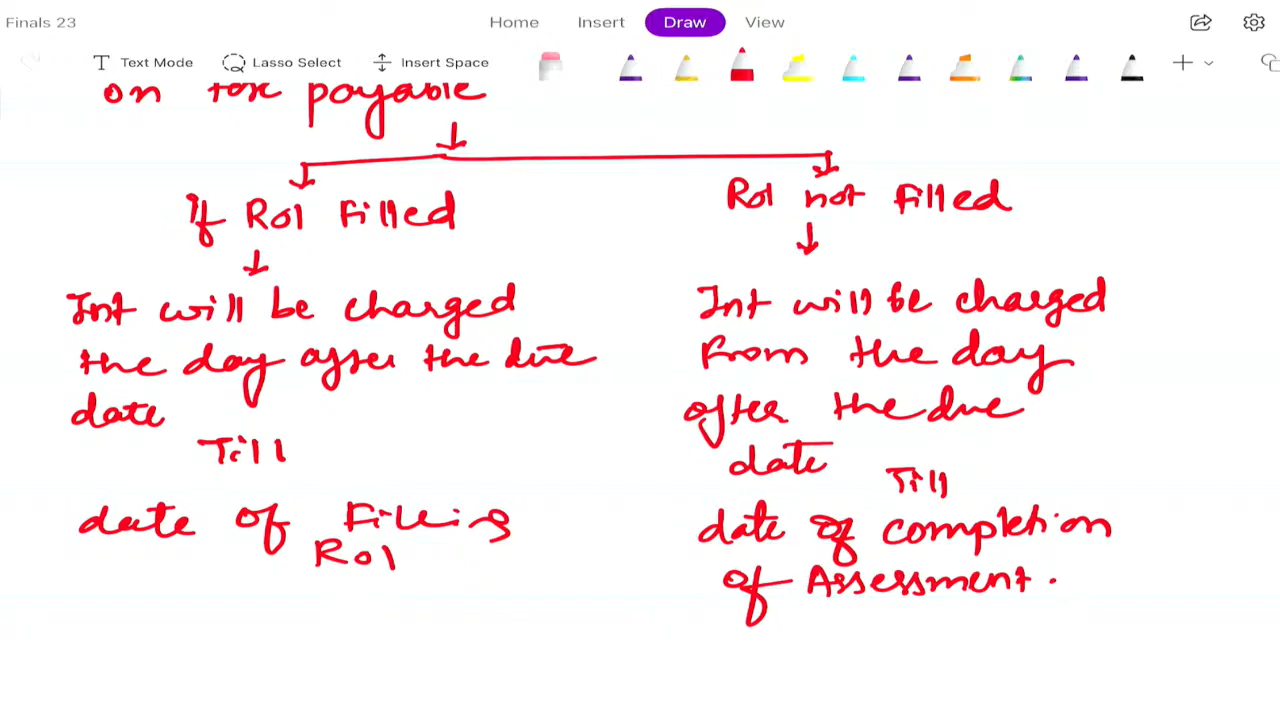 Finals 23
Home Insert Draw View
Text Mode Lasso Select Insert Space
on tax payable
If ROI Filled
ROI not Filled
Int will be charged
the day after the due
date
Till
date of Filling
ROI
Int will be charged
From the day
after the due
date
Till
date of completion
of Assessment.